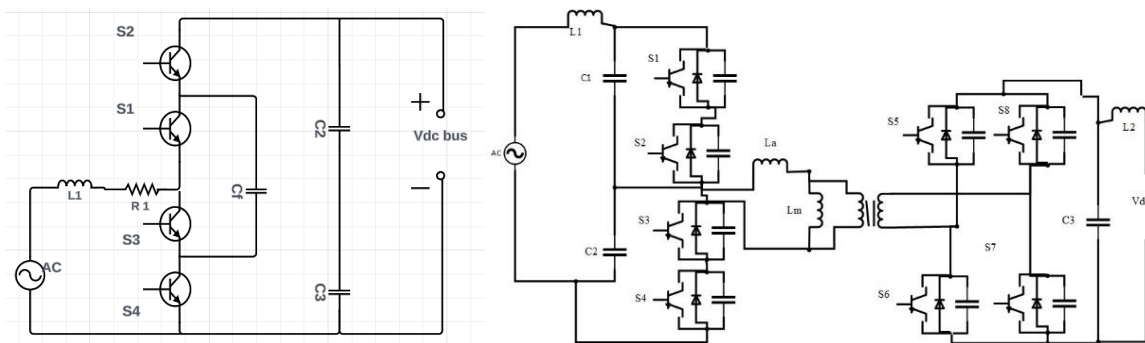 S2
S1
+
C2
Vdc bus
−
L1
R 1
Cf
S3
AC
S4
C3
L1
C1
S1
S2
AC
La
Lm
S3
C2
S4
S5
S8
L2
C3
Vd
S7
S6